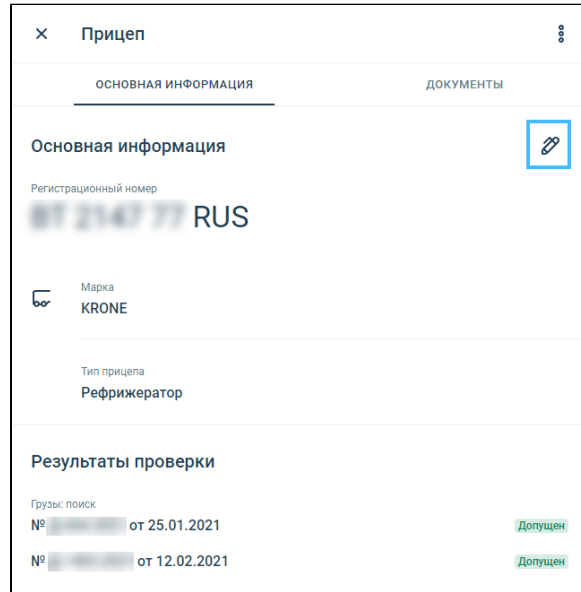 Прицеп
ОСНОВНАЯ ИНФОРМАЦИЯ
ДОКУМЕНТЫ
Основная информация
Регистрационный номер
RUS
Марка
KRONE
Тип прицепа
Рефрижератор
Результаты проверки
Грузы: поиск
№ от 25.01.2021 Допущен
№ от 12.02.2021 Допущен